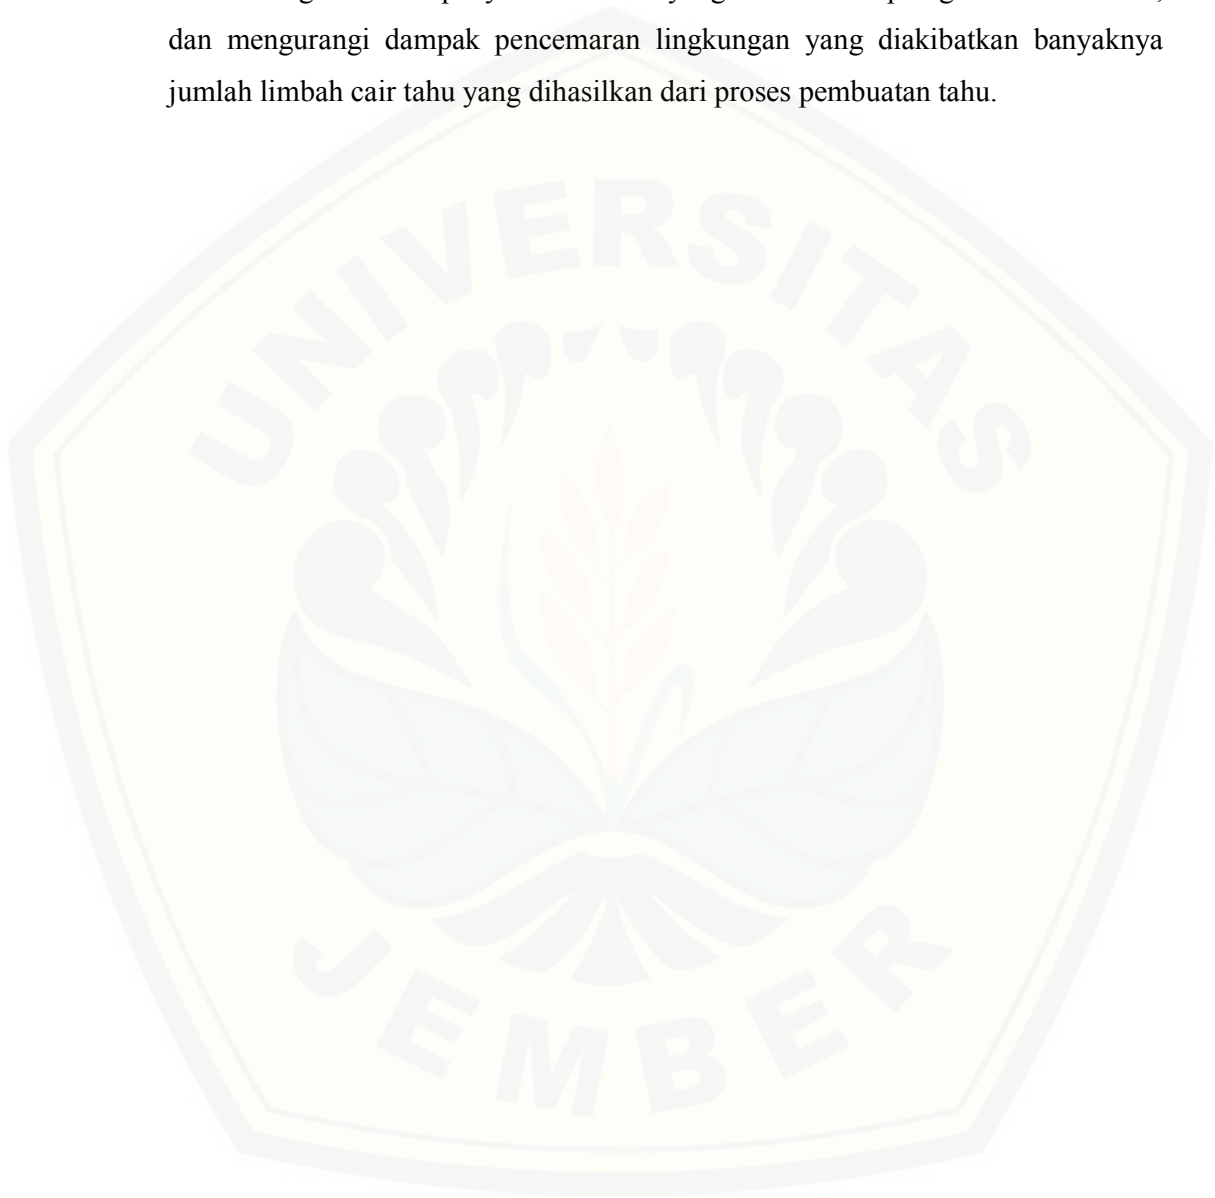 dan mengurangi dampak pencemaran lingkungan yang diakibatkan banyaknya
jumlah limbah cair tahu yang dihasilkan dari proses pembuatan tahu.
UNIVERSITAS
JEMBER